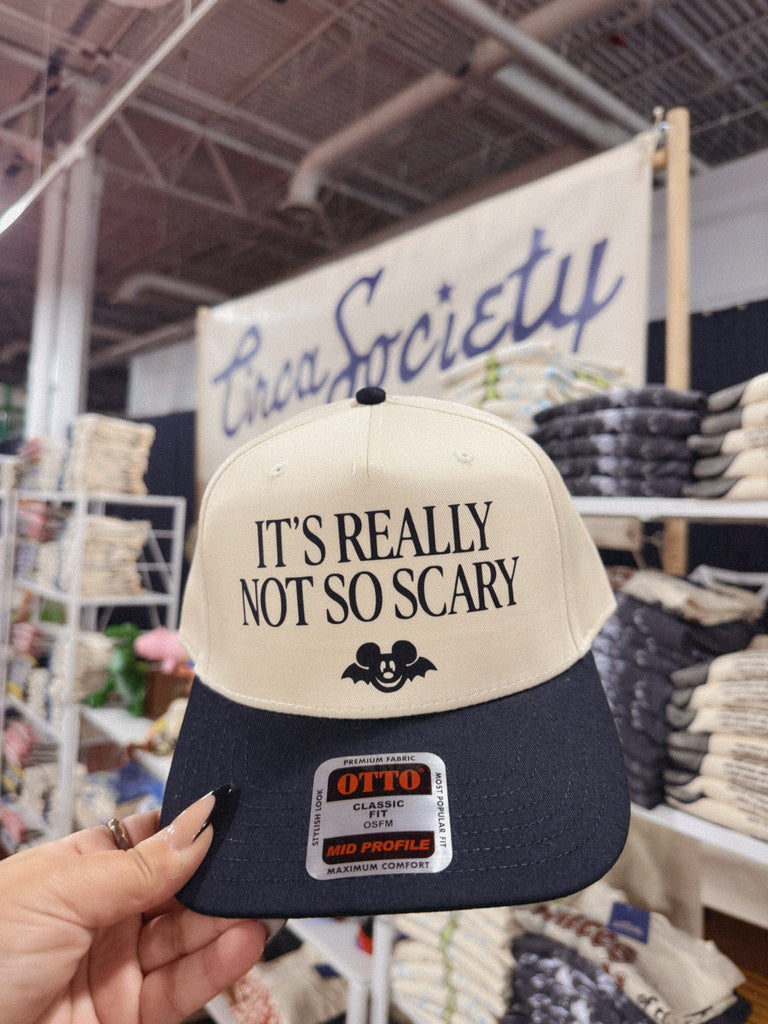 Circa Society
IT'S REALLY
NOT SO SCARY
PREMIUM FABRIC
STYLISH LOOK
OTTO
CLASSIC
FIT
OSFM
MID PROFILE
MOST POPULAR FIT
MAXIMUM COMFORT